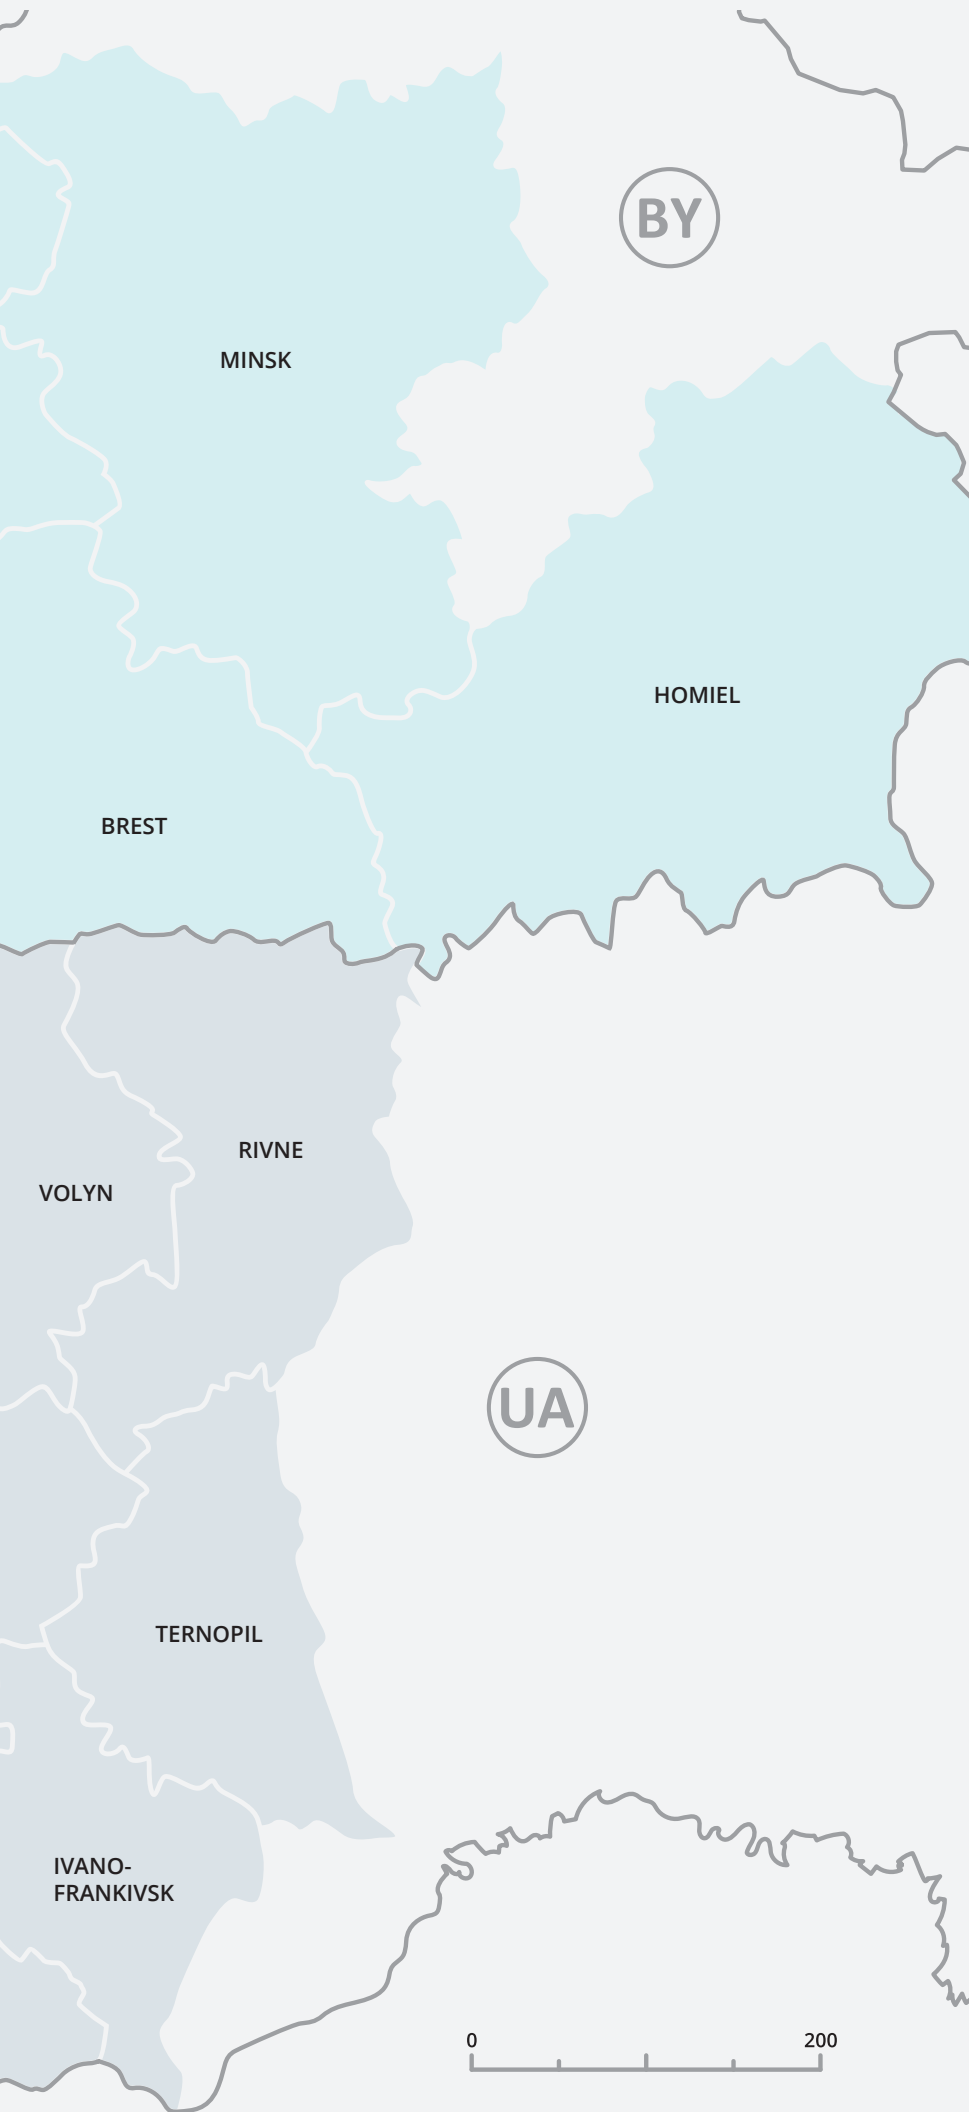 BY
MINSK
HOMIEL
BREST
RIVNE
VOLYN
UA
TERNOPIL
IVANO-
FRANKIVSK
0 200